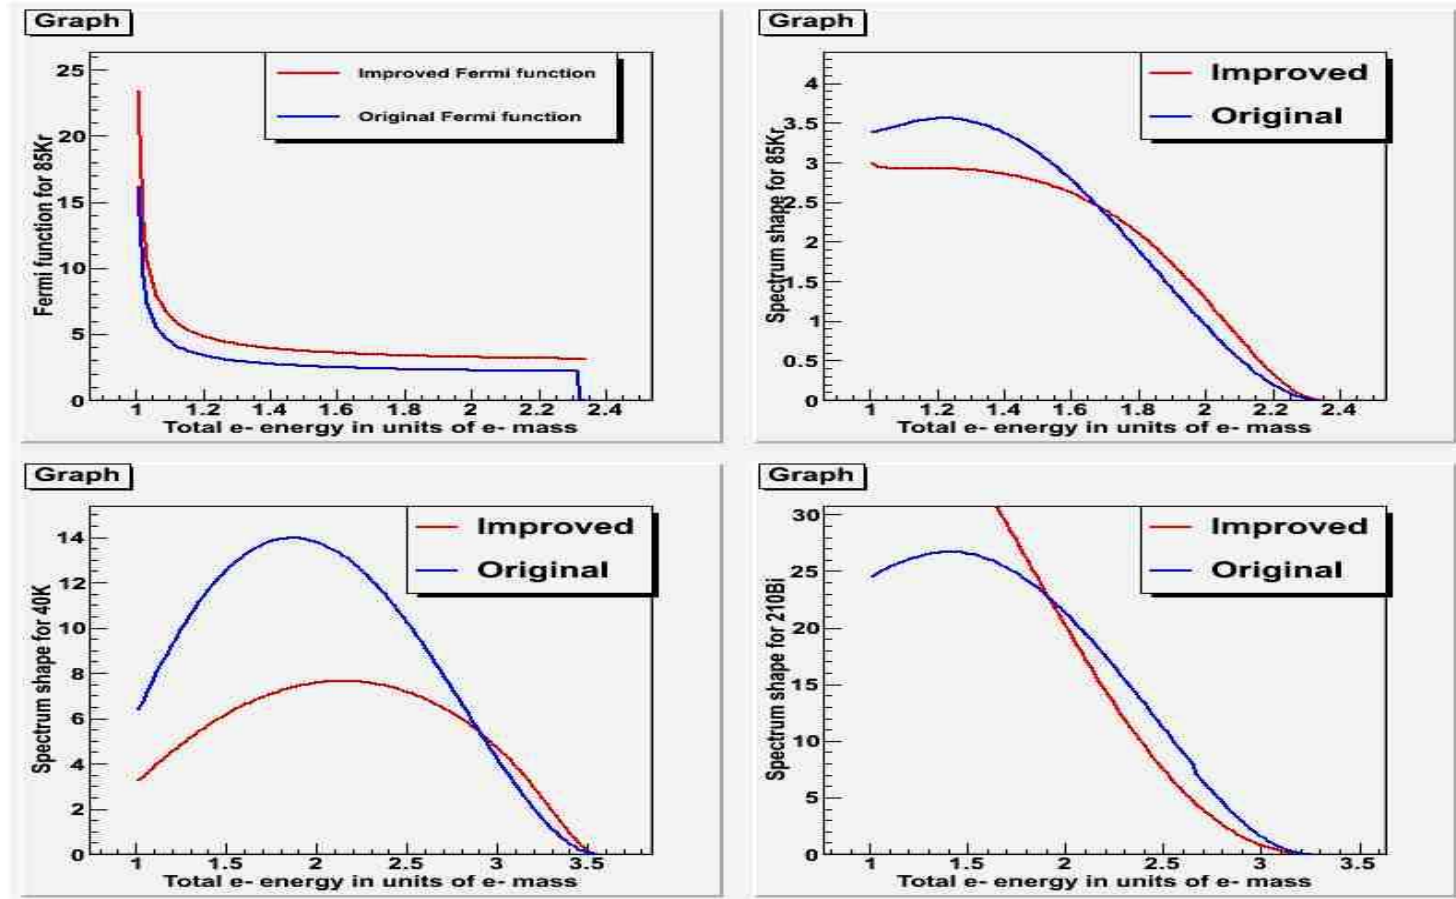 Graph
Improved Fermi function
Original Fermi function
25
20
15
10
5
0
1 1.2 1.4 1.6 1.8 2 2.2 2.4
Fermi function for 85Kr
Total e- energy in units of e- mass
Graph
Improved
Original
4
3.5
3
2.5
2
1.5
1
0.5
0
1 1.2 1.4 1.6 1.8 2 2.2 2.4
Spectrum shape for 85Kr
Total e- energy in units of e- mass
Graph
Improved
Original
14
12
10
8
6
4
2
0
1 1.5 2 2.5 3 3.5
Spectrum shape for 40K
Total e- energy in units of e- mass
Graph
Improved
Original
30
25
20
15
10
5
0
1 1.5 2 2.5 3 3.5
Spectrum shape for 210Bi
Total e- energy in units of e- mass